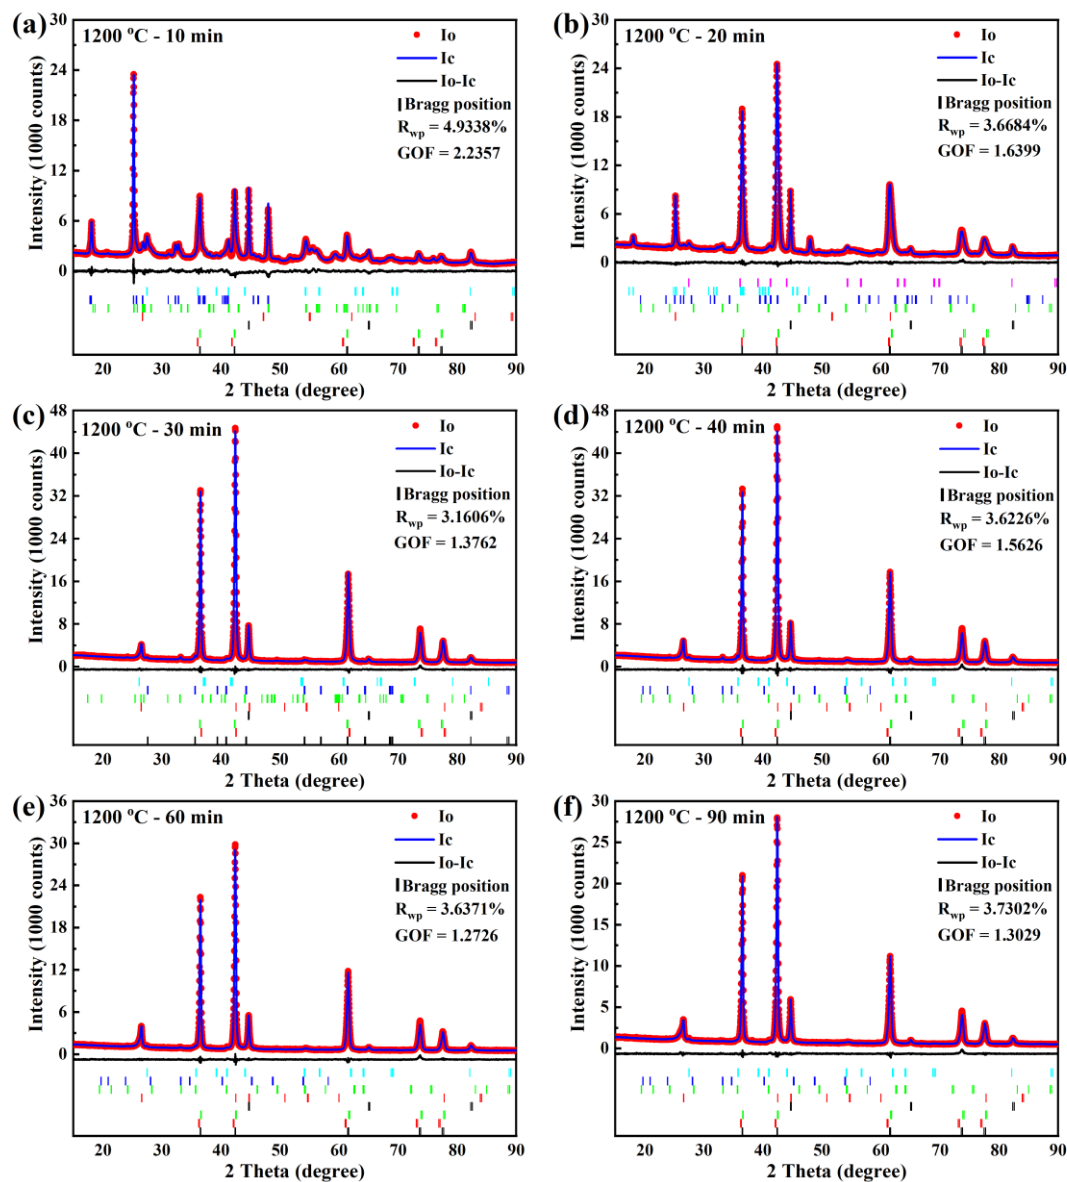 (a)
1200 °C - 10 min
Io
Ic
Io-Ic
Bragg position
Rwp = 4.9338%
GOF = 2.2357
Intensity (1000 counts)
30
24
18
12
6
0
20 30 40 50 60 70 80 90
2 Theta (degree)
(b)
1200 °C - 20 min
Io
Ic
Io-Ic
Bragg position
Rwp = 3.6684%
GOF = 1.6399
Intensity (1000 counts)
30
24
18
12
6
0
20 30 40 50 60 70 80 90
2 Theta (degree)
(c)
1200 °C - 30 min
Io
Ic
Io-Ic
Bragg position
Rwp = 3.1606%
GOF = 1.3762
Intensity (1000 counts)
48
40
32
24
16
8
0
20 30 40 50 60 70 80 90
2 Theta (degree)
(d)
1200 °C - 40 min
Io
Ic
Io-Ic
Bragg position
Rwp = 3.6226%
GOF = 1.5626
Intensity (1000 counts)
48
40
32
24
16
8
0
20 30 40 50 60 70 80 90
2 Theta (degree)
(e)
1200 °C - 60 min
Io
Ic
Io-Ic
Bragg position
Rwp = 3.6371%
GOF = 1.2726
Intensity (1000 counts)
36
30
24
18
12
6
0
20 30 40 50 60 70 80 90
2 Theta (degree)
(f)
1200 °C - 90 min
Io
Ic
Io-Ic
Bragg position
Rwp = 3.7302%
GOF = 1.3029
Intensity (1000 counts)
30
25
20
15
10
5
0
20 30 40 50 60 70 80 90
2 Theta (degree)